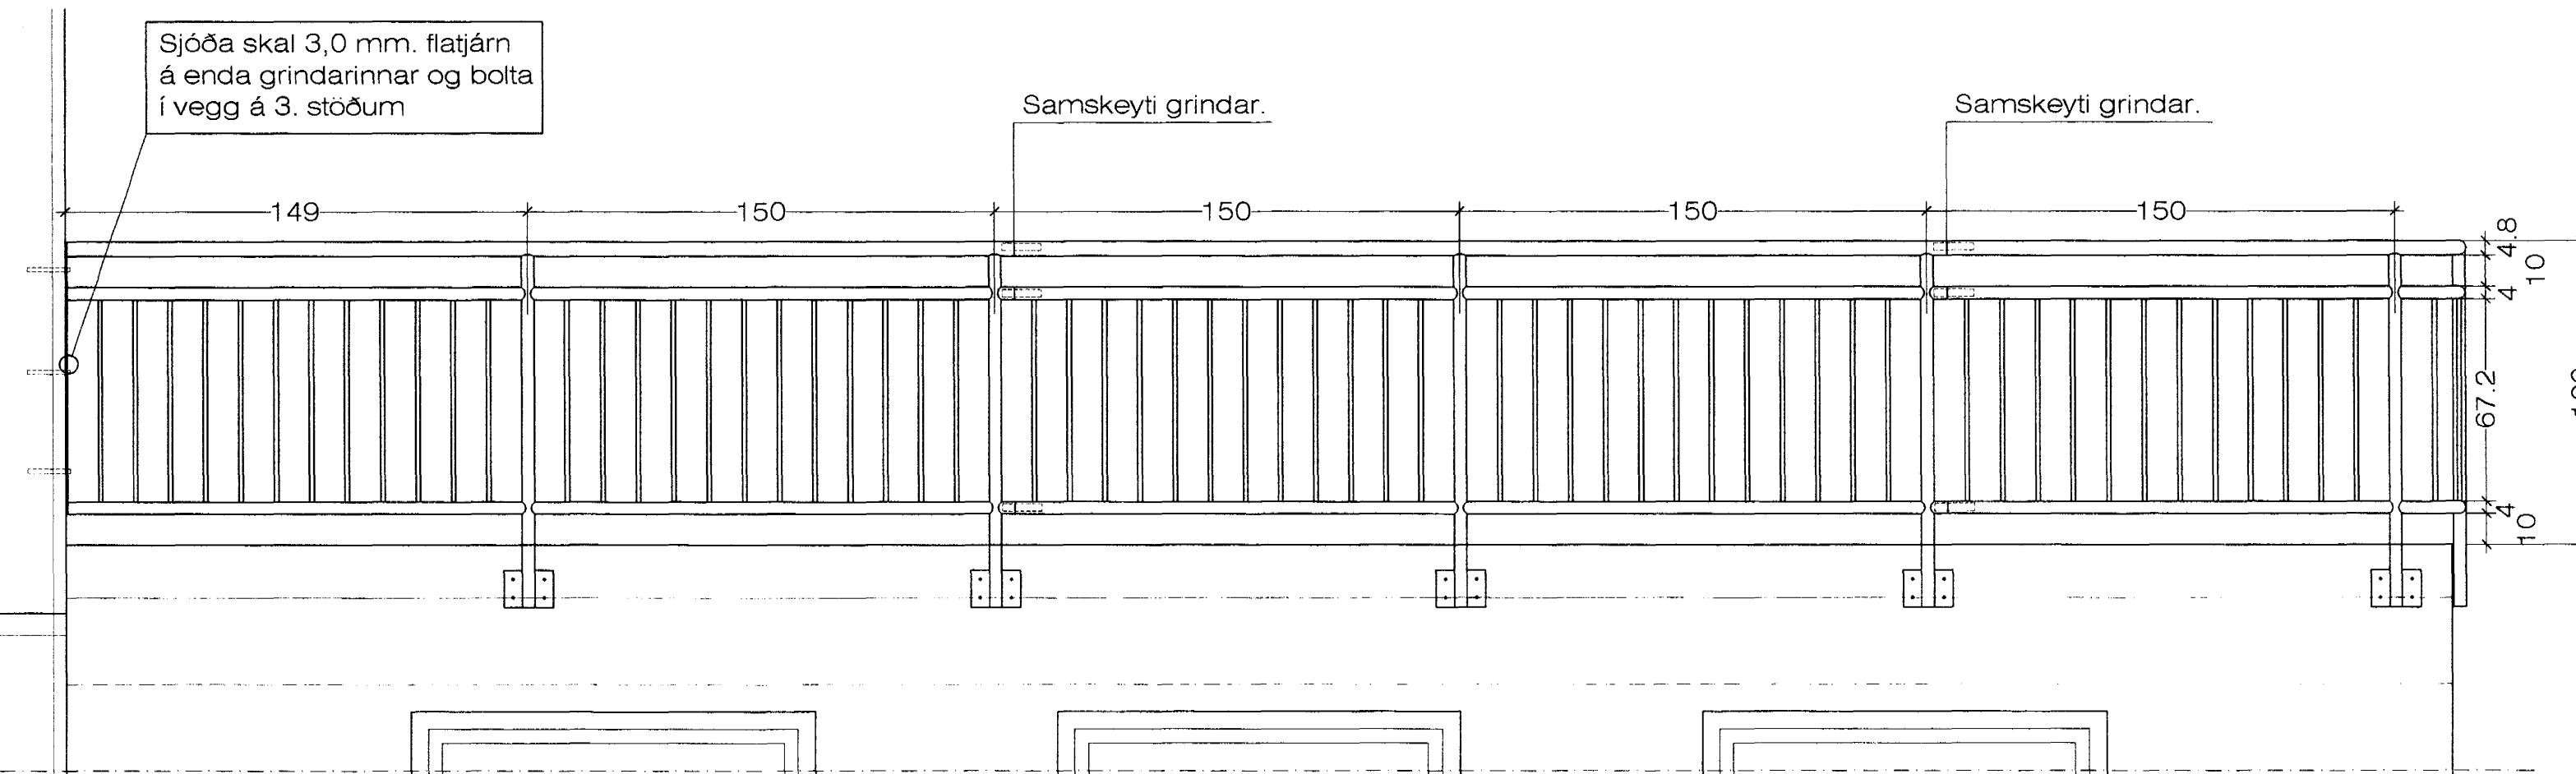 Sjóða skal 3,0 mm. flatjárn
á enda grindarinnar og bolta
í vegg á 3. stöðum
Samskeyti grindar.
Samskeyti grindar.
149
150
150
150
150
4.8
10
4
67.2
4
10